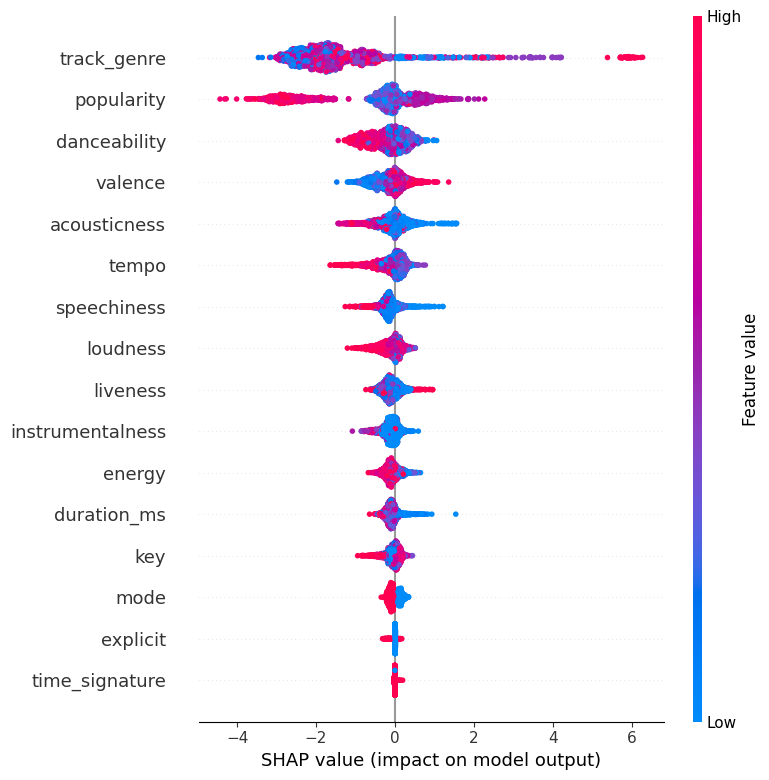 High
track_genre
popularity
danceability
valence
acousticness
tempo
speechiness
loudness
liveness
instrumentalness
energy
duration_ms
key
mode
explicit
time_signature
Feature value
Low
−4 −2 0 2 4 6
SHAP value (impact on model output)